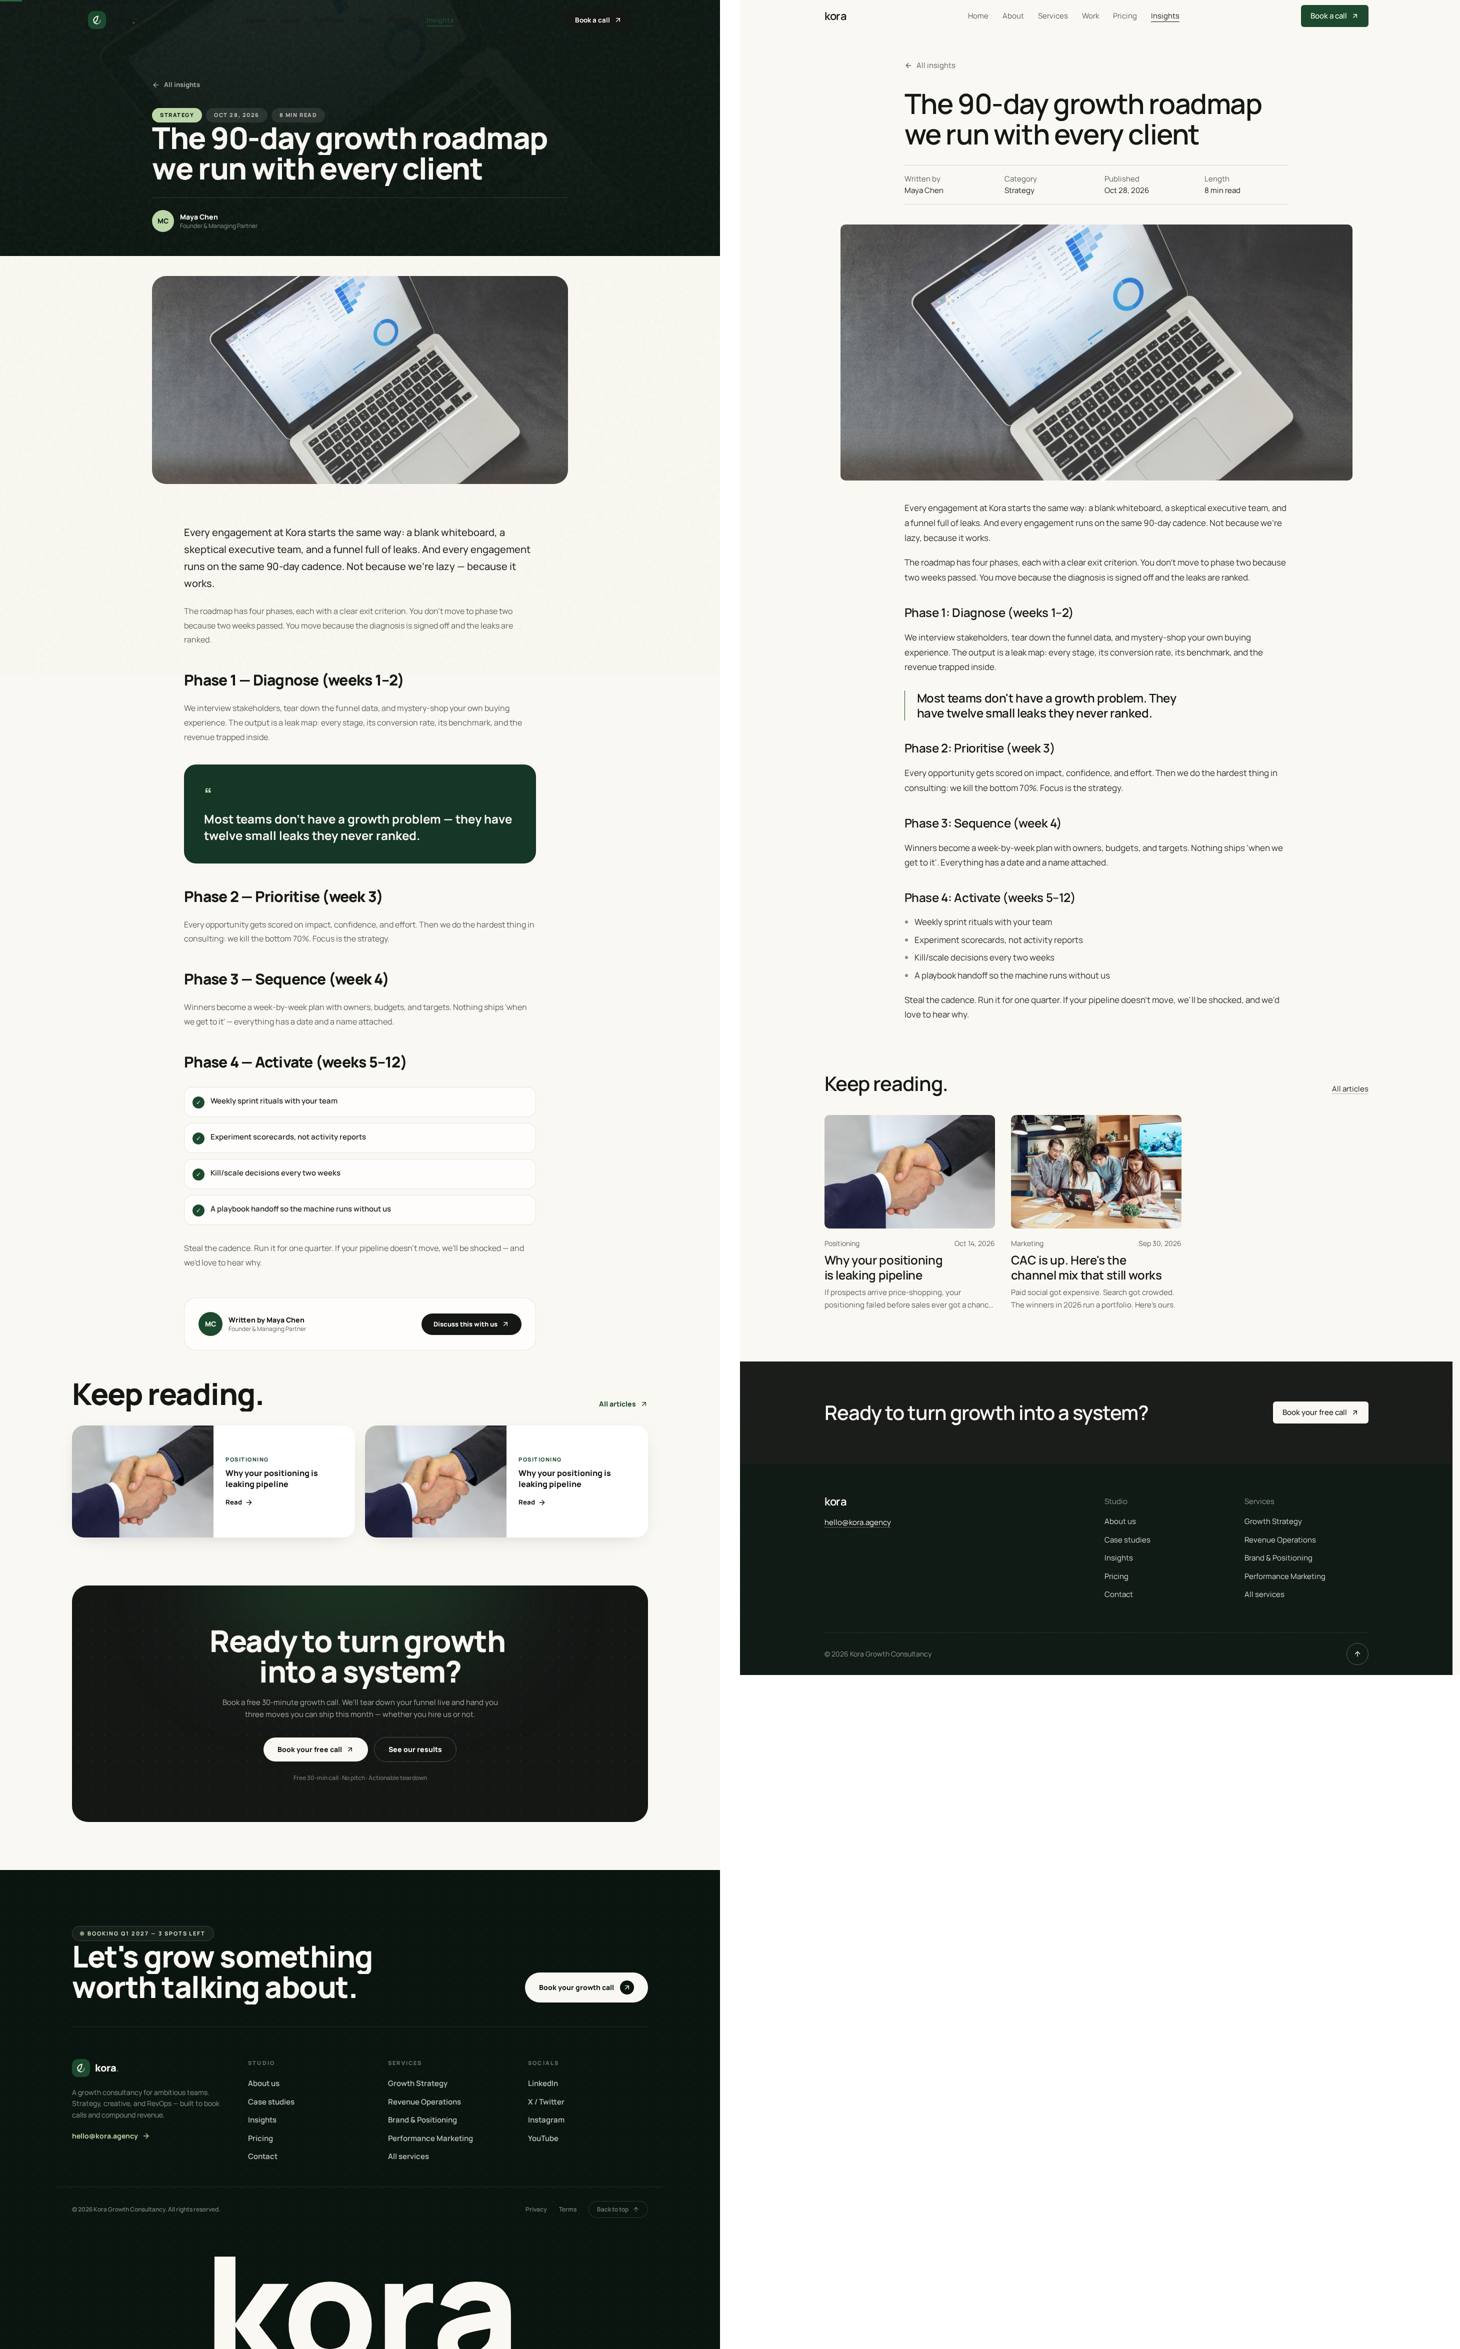 Insights
Book a call
All insights
STRATEGY
OCT 28, 2026
8 MIN READ
The 90-day growth roadmap
we run with every client
MC
Maya Chen
Founder & Managing Partner
Every engagement at Kora starts the same way: a blank whiteboard, a
skeptical executive team, and a funnel full of leaks. And every engagement
runs on the same 90-day cadence. Not because we're lazy — because it
works.
The roadmap has four phases, each with a clear exit criterion. You don't move to phase two
because two weeks passed. You move because the diagnosis is signed off and the leaks are
ranked.
Phase 1 — Diagnose (weeks 1–2)
We interview stakeholders, tear down the funnel data, and mystery-shop your own buying
experience. The output is a leak map: every stage, its conversion rate, its benchmark, and the
revenue trapped inside.
“
Most teams don't have a growth problem — they have
twelve small leaks they never ranked.
Phase 2 — Prioritise (week 3)
Every opportunity gets scored on impact, confidence, and effort. Then we do the hardest thing in
consulting: we kill the bottom 70%. Focus is the strategy.
Phase 3 — Sequence (week 4)
Winners become a week-by-week plan with owners, budgets, and targets. Nothing ships 'when
we get to it' — everything has a date and a name attached.
Phase 4 — Activate (weeks 5–12)
Weekly sprint rituals with your team
Experiment scorecards, not activity reports
Kill/scale decisions every two weeks
A playbook handoff so the machine runs without us
Steal the cadence. Run it for one quarter. If your pipeline doesn't move, we'll be shocked — and
we'd love to hear why.
MC
Written by Maya Chen
Founder & Managing Partner
Discuss this with us
Keep reading.
All articles
POSITIONING
Why your positioning is
leaking pipeline
Read
POSITIONING
Why your positioning is
leaking pipeline
Read
Ready to turn growth
into a system?
Book a free 30-minute growth call. We'll tear down your funnel live and hand you
three moves you can ship this month — whether you hire us or not.
Book your free call
See our results
Free 30-min call · No pitch · Actionable teardown
BOOKING Q1 2027 — 3 SPOTS LEFT
Let's grow something
worth talking about.
Book your growth call
kora.
A growth consultancy for ambitious teams.
Strategy, creative, and RevOps — built to book
calls and compound revenue.
hello@kora.agency
STUDIO
About us
Case studies
Insights
Pricing
Contact
SERVICES
Growth Strategy
Revenue Operations
Brand & Positioning
Performance Marketing
All services
SOCIALS
LinkedIn
X / Twitter
Instagram
YouTube
© 2026 Kora Growth Consultancy. All rights reserved.
Privacy
Terms
Back to top
kora
kora
Home
About
Services
Work
Pricing
Insights
Book a call
All insights
The 90-day growth roadmap
we run with every client
Written by
Maya Chen
Category
Strategy
Published
Oct 28, 2026
Length
8 min read
Every engagement at Kora starts the same way: a blank whiteboard, a skeptical executive team, and
a funnel full of leaks. And every engagement runs on the same 90-day cadence. Not because we're
lazy, because it works.
The roadmap has four phases, each with a clear exit criterion. You don't move to phase two because
two weeks passed. You move because the diagnosis is signed off and the leaks are ranked.
Phase 1: Diagnose (weeks 1–2)
We interview stakeholders, tear down the funnel data, and mystery-shop your own buying
experience. The output is a leak map: every stage, its conversion rate, its benchmark, and the
revenue trapped inside.
Most teams don't have a growth problem. They
have twelve small leaks they never ranked.
Phase 2: Prioritise (week 3)
Every opportunity gets scored on impact, confidence, and effort. Then we do the hardest thing in
consulting: we kill the bottom 70%. Focus is the strategy.
Phase 3: Sequence (week 4)
Winners become a week-by-week plan with owners, budgets, and targets. Nothing ships 'when we
get to it'. Everything has a date and a name attached.
Phase 4: Activate (weeks 5–12)
Weekly sprint rituals with your team
Experiment scorecards, not activity reports
Kill/scale decisions every two weeks
A playbook handoff so the machine runs without us
Steal the cadence. Run it for one quarter. If your pipeline doesn't move, we'll be shocked, and we'd
love to hear why.
Keep reading.
All articles
Positioning
Oct 14, 2026
Why your positioning
is leaking pipeline
If prospects arrive price-shopping, your
positioning failed before sales ever got a chanc...
Marketing
Sep 30, 2026
CAC is up. Here's the
channel mix that still works
Paid social got expensive. Search got crowded.
The winners in 2026 run a portfolio. Here's ours.
Ready to turn growth into a system?
Book your free call
kora
hello@kora.agency
Studio
About us
Case studies
Insights
Pricing
Contact
Services
Growth Strategy
Revenue Operations
Brand & Positioning
Performance Marketing
All services
© 2026 Kora Growth Consultancy